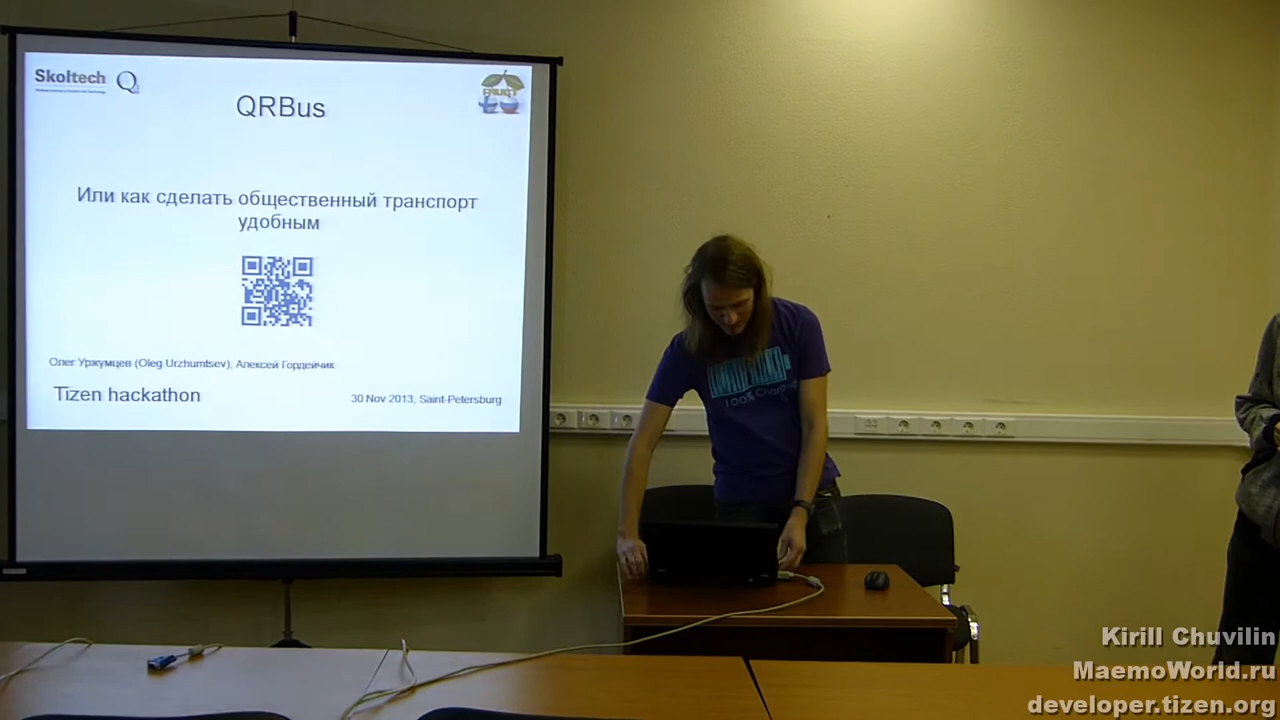 Skoltech
FRUCT
QRBus
Или как сделать общественный транспорт
удобным
Олег Уржумцев (Oleg Urzhumtsev), Алексей Гордейчик
Tizen hackathon
30 Nov 2013, Saint-Petersburg
100% Charged
Kirill Chuvilin
MaemoWorld.ru
developer.tizen.org